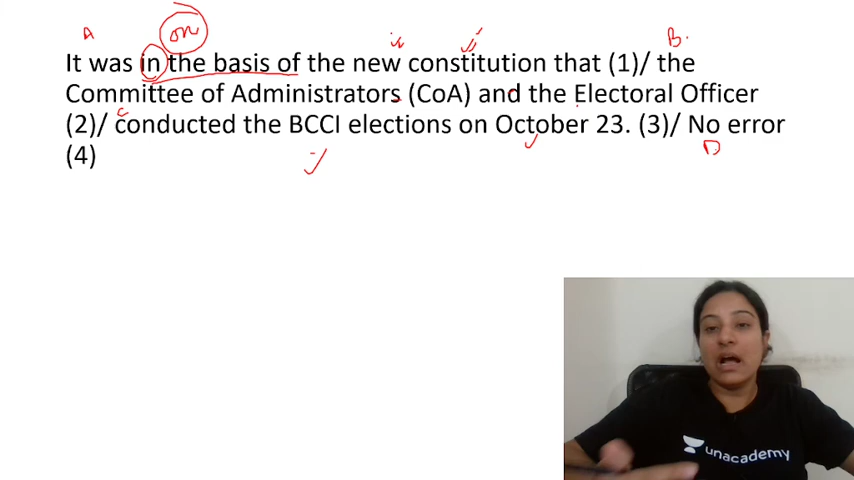 A
on
B.
It was in the basis of the new constitution that (1)/ the
Committee of Administrators (CoA) and the Electoral Officer
C
(2)/ conducted the BCCI elections on October 23. (3)/ No error
D.
(4)
unacademy